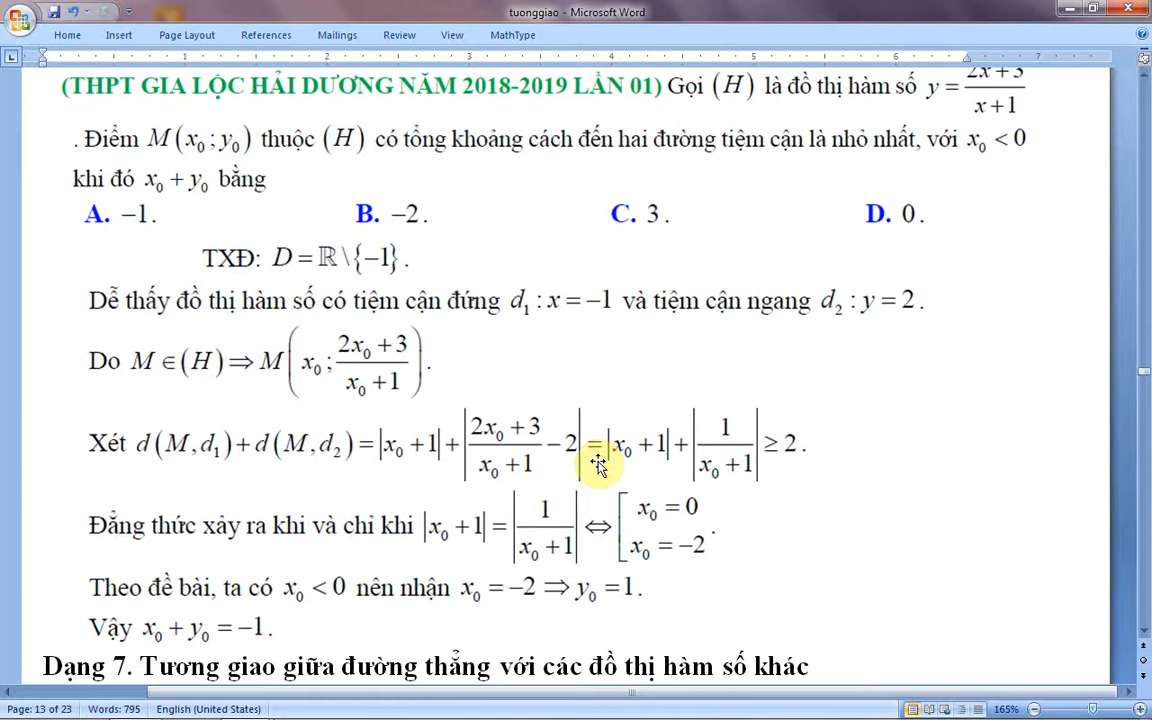 tuonggiao - Microsoft Word
Home Insert Page Layout References Mailings Review View MathType
1 2 3 4 5 6 7
(THPT GIA LỘC HẢI DƯƠNG NĂM 2018-2019 LẦN 01) Gọi (H) là đồ thị hàm số y = (2x + 3)/(x + 1)
. Điểm M(x₀; y₀) thuộc (H) có tổng khoảng cách đến hai đường tiệm cận là nhỏ nhất, với x₀ < 0
khi đó x₀ + y₀ bằng
A. −1. B. −2. C. 3. D. 0.
TXĐ: D = ℝ \ {−1}.
Dễ thấy đồ thị hàm số có tiệm cận đứng d₁ : x = −1 và tiệm cận ngang d₂ : y = 2.
Do M ∈ (H) ⇒ M(x₀; (2x₀ + 3)/(x₀ + 1)).
Xét d(M, d₁) + d(M, d₂) = |x₀ + 1| + |(2x₀ + 3)/(x₀ + 1) − 2| = |x₀ + 1| + |1/(x₀ + 1)| ≥ 2.
Đẳng thức xảy ra khi và chỉ khi |x₀ + 1| = |1/(x₀ + 1)| ⇔ [x₀ = 0
x₀ = −2.
Theo đề bài, ta có x₀ < 0 nên nhận x₀ = −2 ⇒ y₀ = 1.
Vậy x₀ + y₀ = −1.
Dạng 7. Tương giao giữa đường thẳng với các đồ thị hàm số khác
Page: 13 of 23 Words: 795 English (United States) 165%